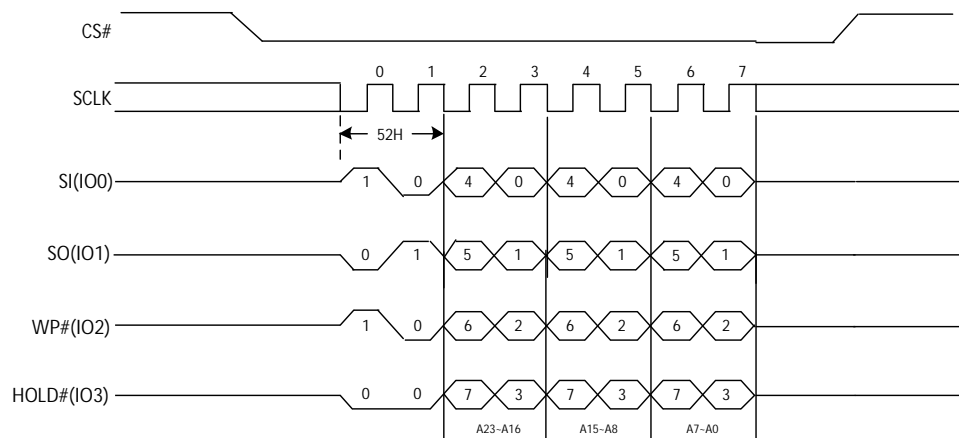 CS#
0 1 2 3 4 5 6 7
SCLK
52H
SI(IO0) 1 0 4 0 4 0 4 0
SO(IO1) 0 1 5 1 5 1 5 1
WP#(IO2) 1 0 6 2 6 2 6 2
HOLD#(IO3) 0 0 7 3 7 3 7 3
A23~A16 A15~A8 A7~A0